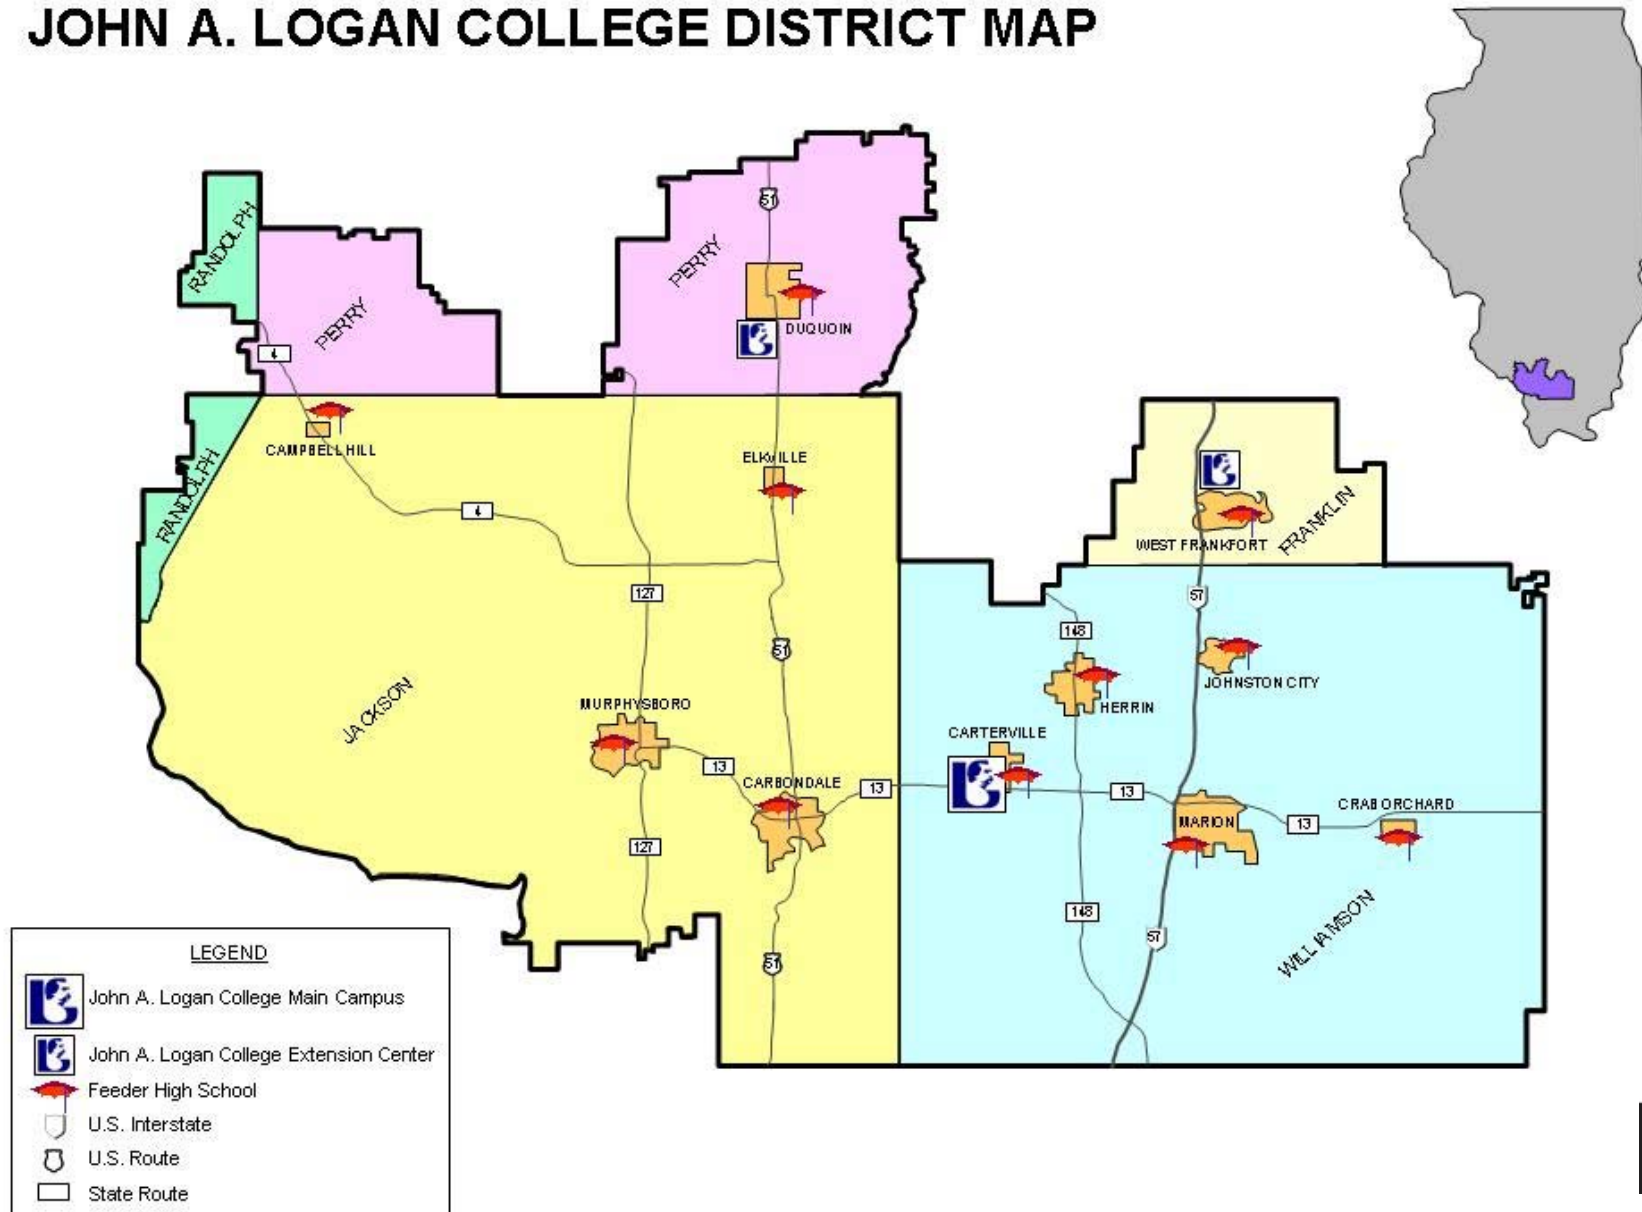 JOHN A. LOGAN COLLEGE DISTRICT MAP
RANDOLPH
PERRY
PERRY
51
DUQUOIN
4
CAMPBELL HILL
ELKVILLE
RANDOLPH
4
WEST FRANKFORT
FRANKLIN
127
57
148
51
JOHNSTON CITY
JACKSON
MURPHYSBORO
HERRIN
CARTERVILLE
13
CARBONDALE
13
13
CRAB ORCHARD
MARION
13
127
148
57
WILLIAMSON
51
LEGEND
John A. Logan College Main Campus
John A. Logan College Extension Center
Feeder High School
U.S. Interstate
U.S. Route
State Route